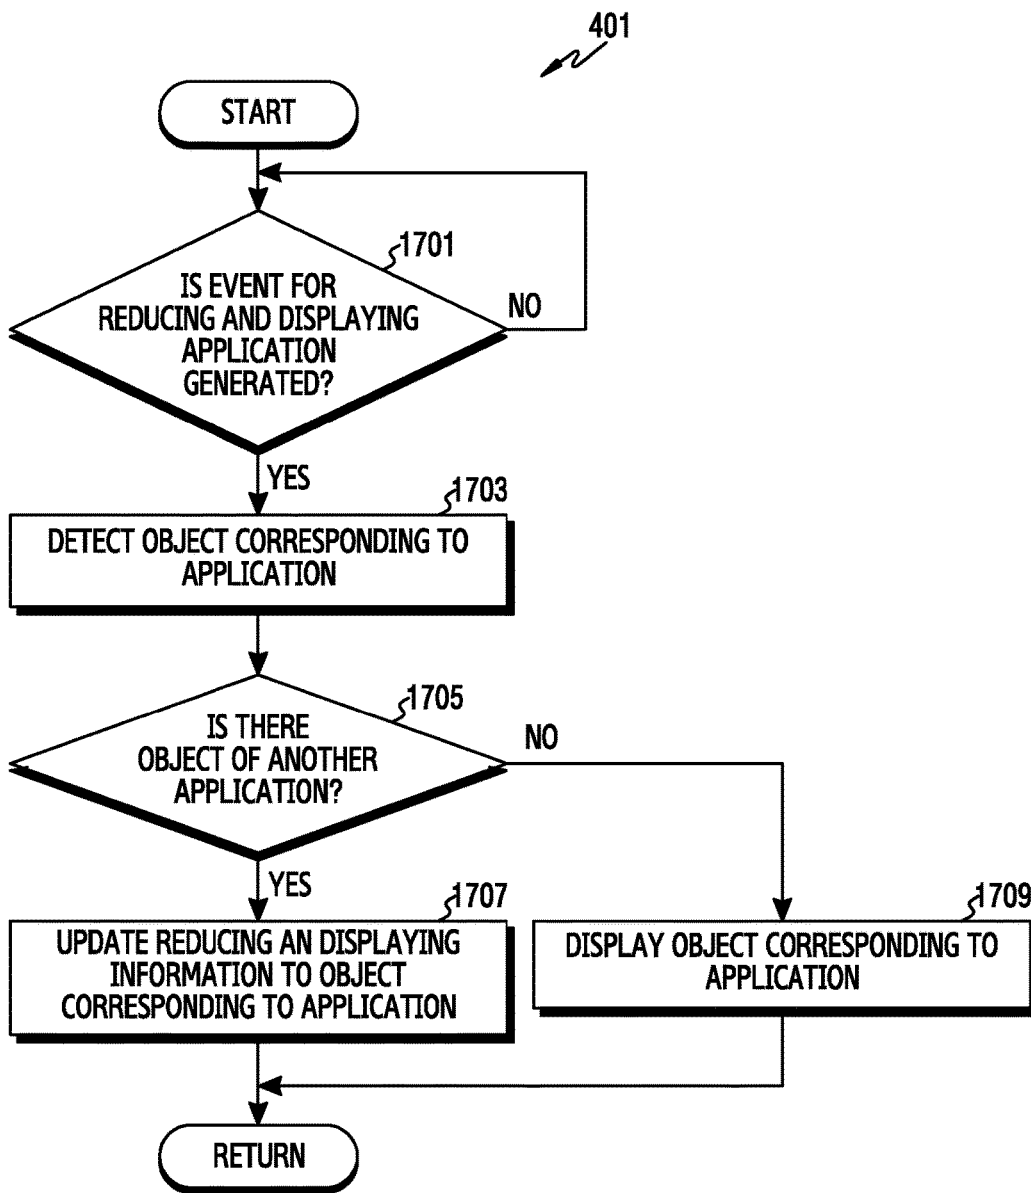 401
START
1701
IS EVENT FOR
REDUCING AND DISPLAYING
APPLICATION
GENERATED?
NO
YES
1703
DETECT OBJECT CORRESPONDING TO
APPLICATION
1705
IS THERE
OBJECT OF ANOTHER
APPLICATION?
NO
YES
1707
UPDATE REDUCING AN DISPLAYING
INFORMATION TO OBJECT
CORRESPONDING TO APPLICATION
1709
DISPLAY OBJECT CORRESPONDING TO
APPLICATION
RETURN